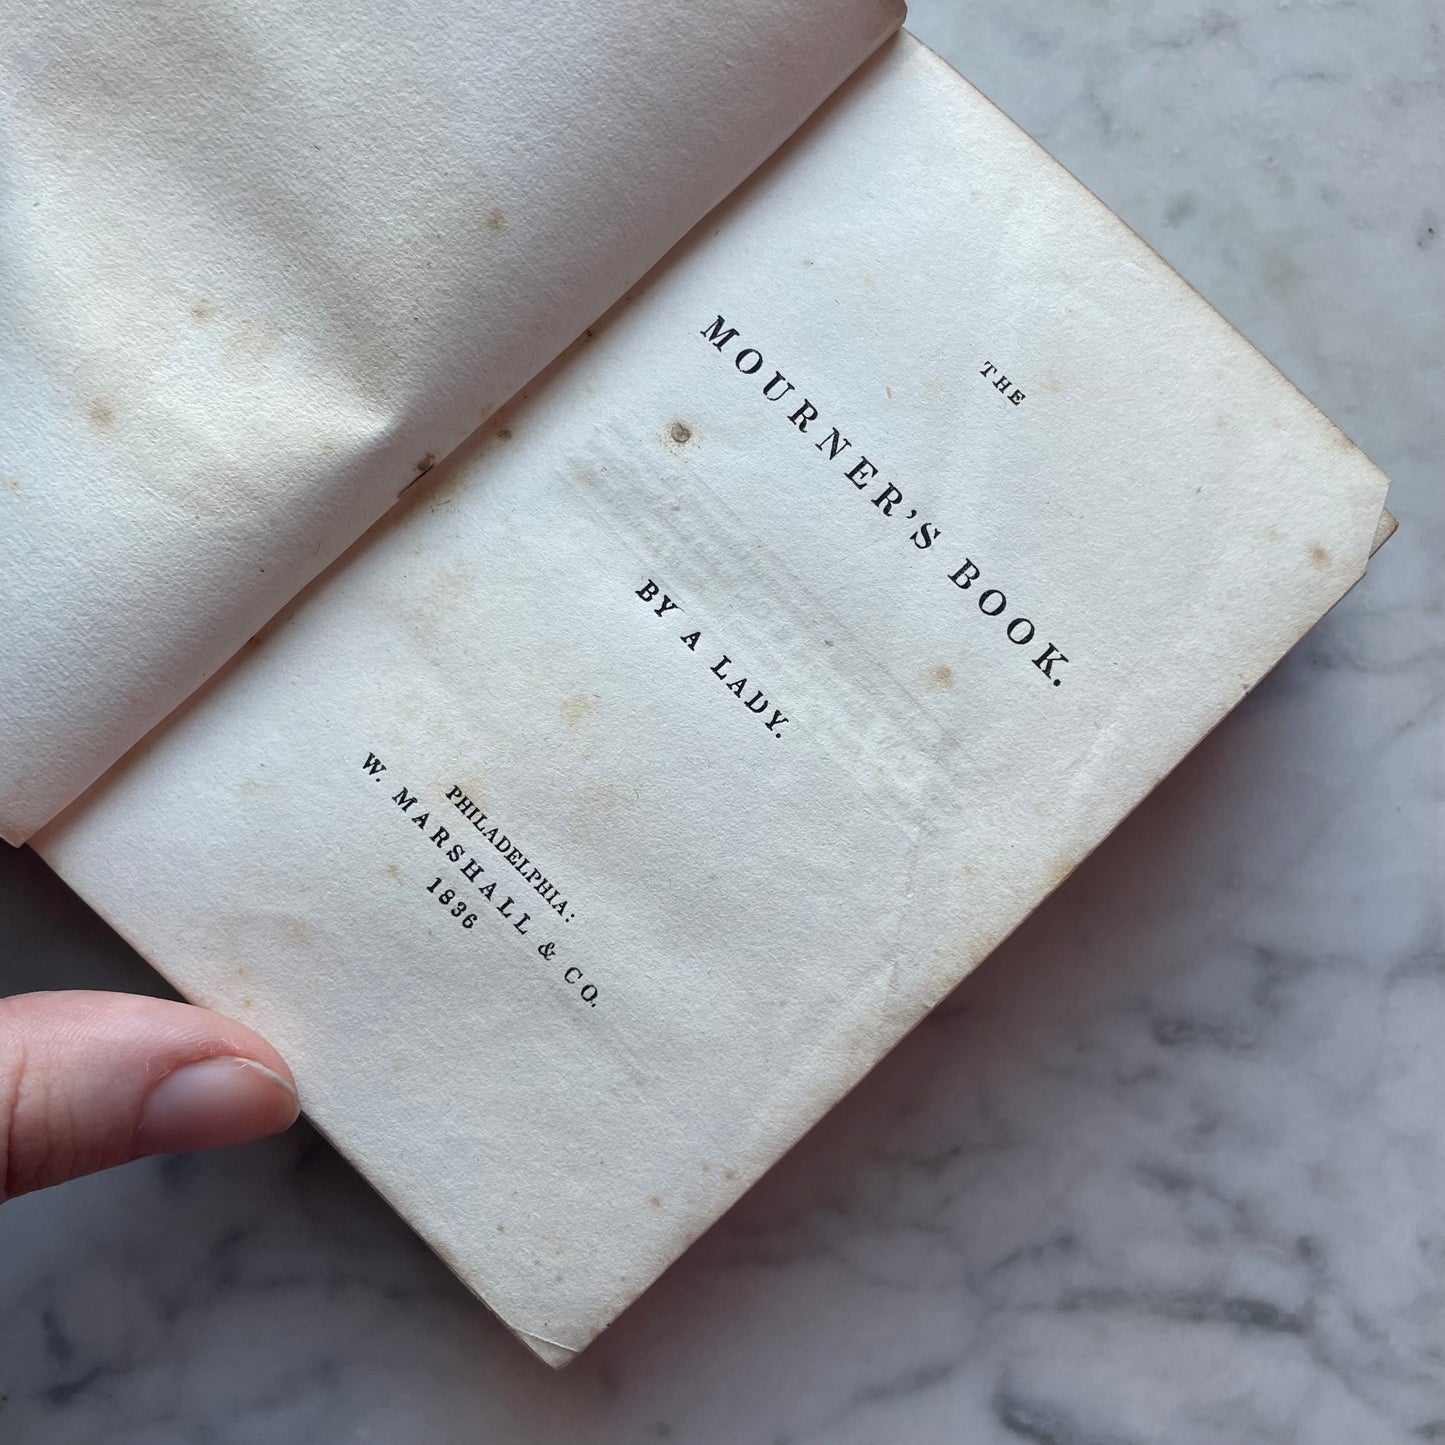 THE
MOURNER'S BOOK.
BY A LADY.
PHILADELPHIA:
W. MARSHALL & CO.
1836